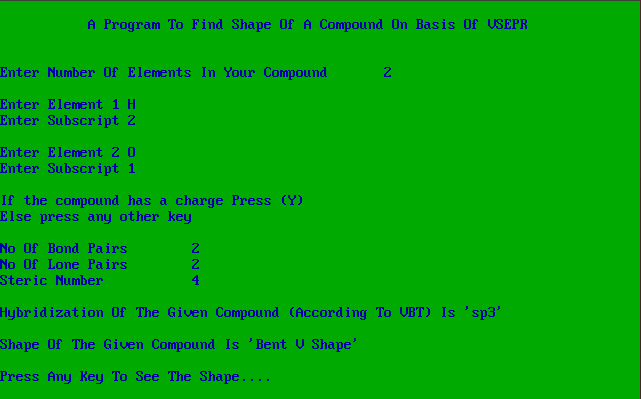 A Program To Find Shape Of A Compound On Basis Of VSEPR
Enter Number Of Elements In Your Compound 2
Enter Element 1 H
Enter Subscript 2
Enter Element 2 O
Enter Subscript 1
If the compound has a charge Press (Y)
Else press any other key
No Of Bond Pairs 2
No Of Lone Pairs 2
Steric Number 4
Hybridization Of The Given Compound (According To VBT) Is 'sp3'
Shape Of The Given Compound Is 'Bent V Shape'
Press Any Key To See The Shape....